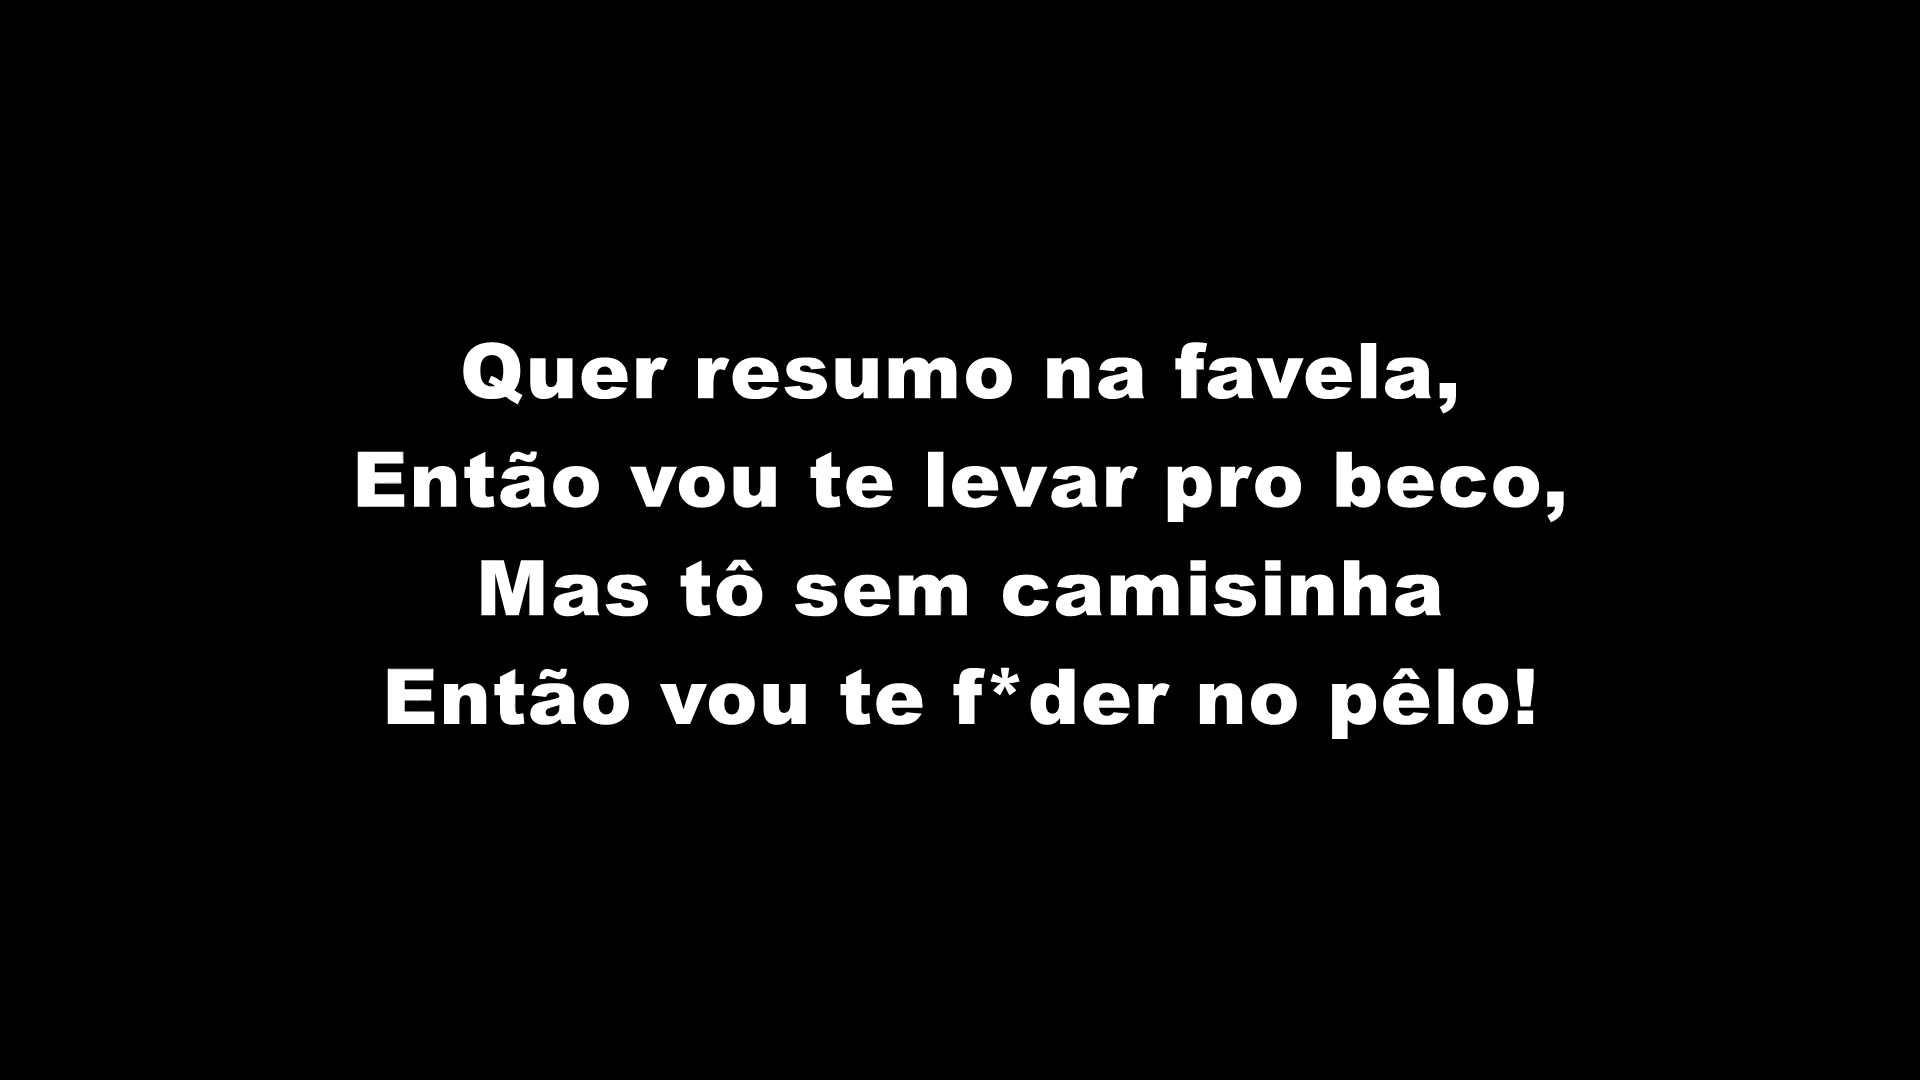 Quer resumo na favela,
Então vou te levar pro beco,
Mas tô sem camisinha
Então vou te f*der no pêlo!